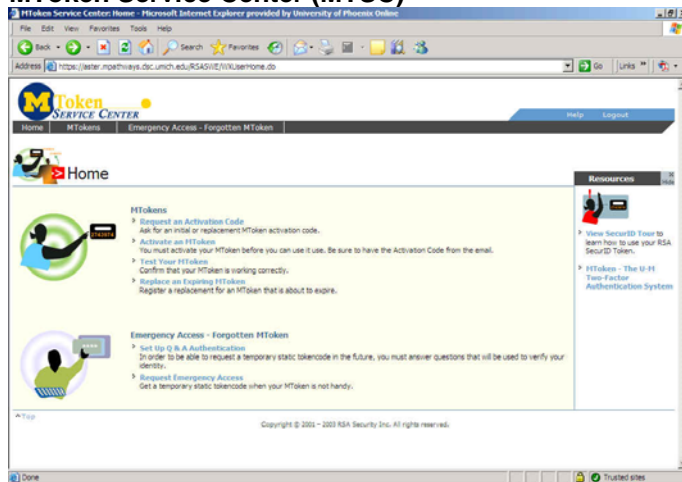 MToken Service Center: Home - Microsoft Internet Explorer provided by University of Phoenix Online
File Edit View Favorites Tools Help
Back Search Favorites
Address https://aster.mpathways.dsc.umich.edu/RSASWE/WXUserHome.do Go Links
MToken
SERVICE CENTER
Help Logout
Home MTokens Emergency Access - Forgotten MToken
Home
Resources
Hide
MTokens
Request an Activation Code
Ask for an initial or replacement MToken activation code.
Activate an MToken
You must activate your MToken before you can use it use. Be sure to have the Activation Code from the email.
Test Your MToken
Confirm that your MToken is working correctly.
Replace an Expiring MToken
Register a replacement for an MToken that is about to expire.
View SecurID Tour to
learn how to use your RSA
SecurID Token.
MToken - The U-M
Two-Factor
Authentication System
Emergency Access - Forgotten MToken
Set Up Q & A Authentication
In order to be able to request a temporary static tokencode in the future, you must answer questions that will be used to verify your
identity.
Request Emergency Access
Get a temporary static tokencode when your MToken is not handy.
^Top
Copyright © 2001 - 2003 RSA Security Inc. All rights reserved.
Done Trusted sites